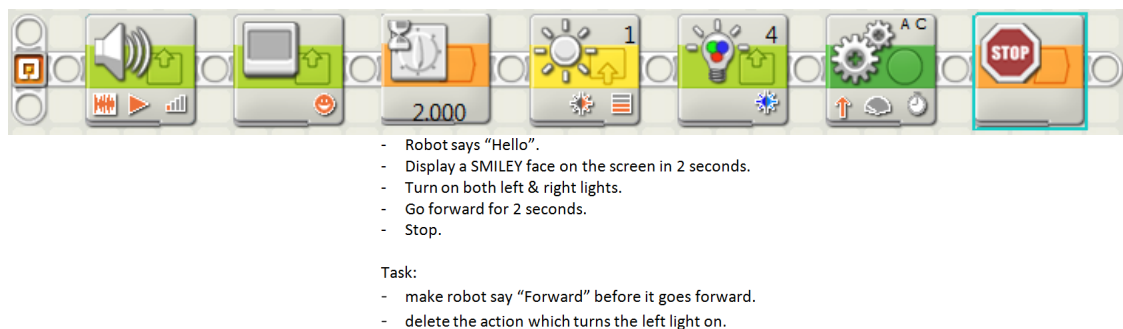 1 4 A C STOP
2.000
- Robot says “Hello”.
- Display a SMILEY face on the screen in 2 seconds.
- Turn on both left & right lights.
- Go forward for 2 seconds.
- Stop.
Task:
- make robot say “Forward” before it goes forward.
- delete the action which turns the left light on.